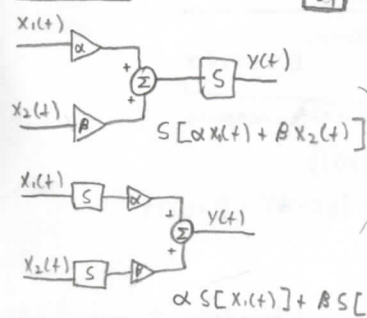 X₁(t)
α
+
Σ
S
Y(t)
+
X₂(t)
β
S[αX₁(t) + βX₂(t)]
X₁(t)
S
α
+
Σ
Y(t)
+
X₂(t)
S
β
αS[X₁(t)] + βS[